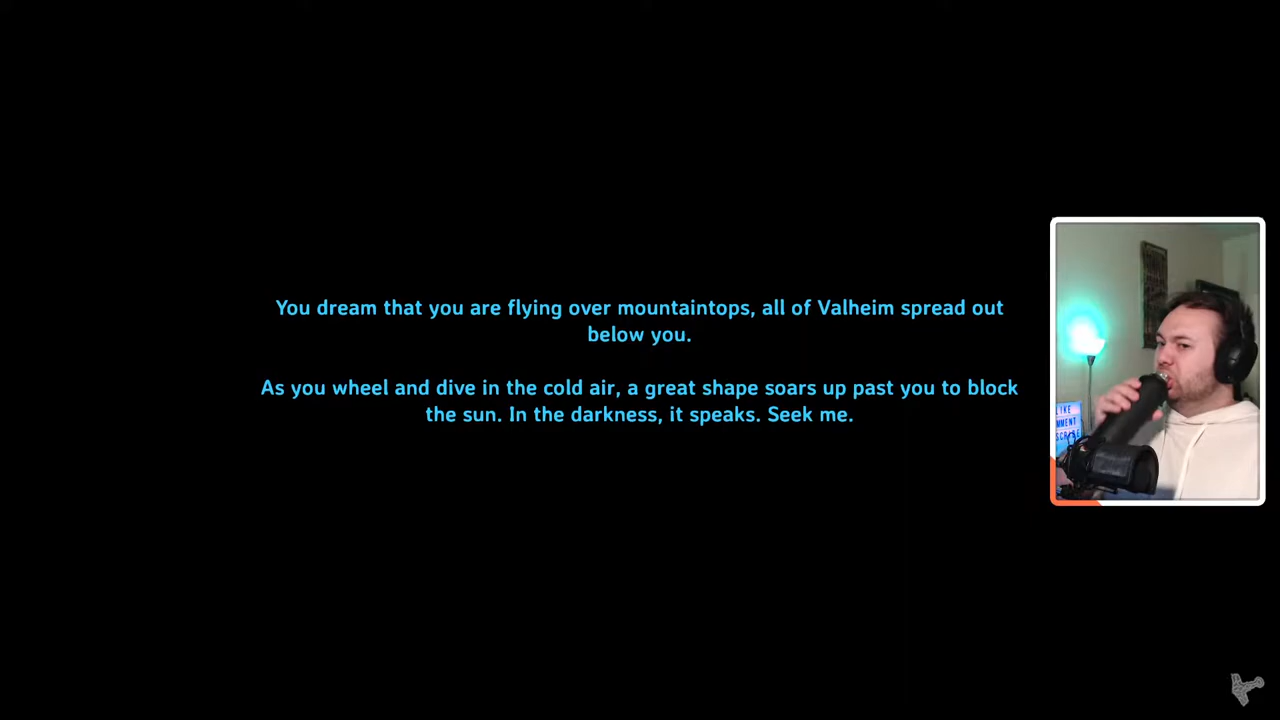 You dream that you are flying over mountaintops, all of Valheim spread out
below you.
As you wheel and dive in the cold air, a great shape soars up past you to block
the sun. In the darkness, it speaks. Seek me.
LIKE